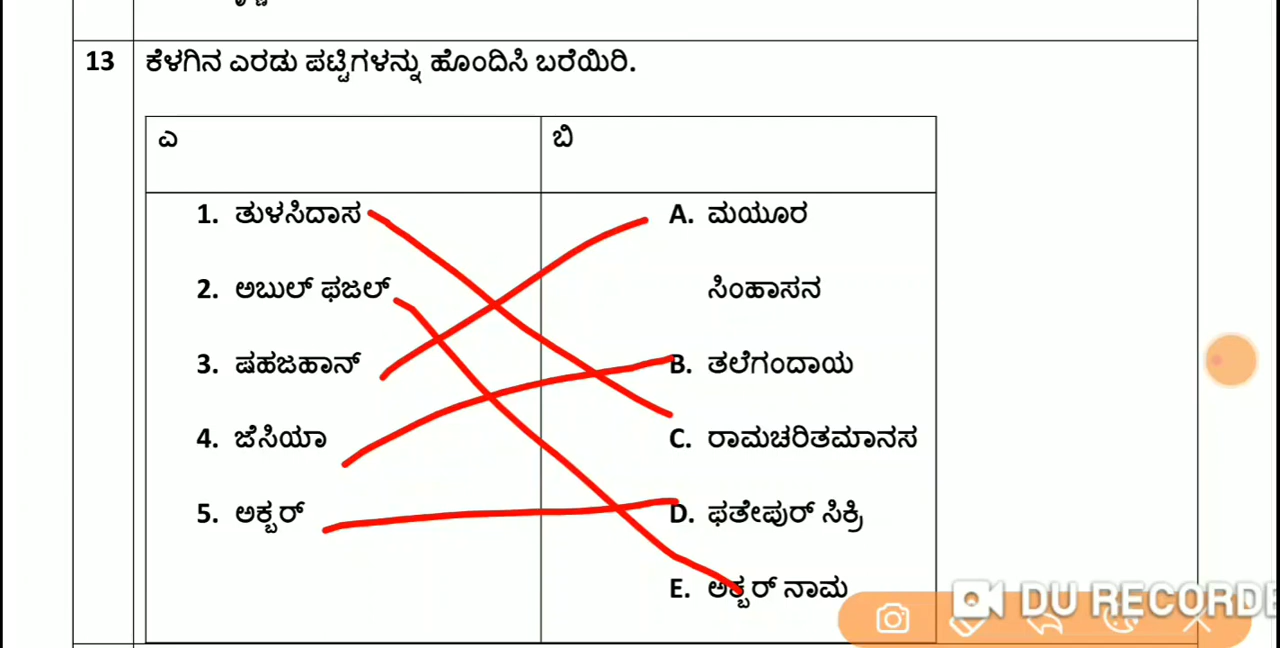 13 ಕೆಳಗಿನ ಎರಡು ಪಟ್ಟಿಗಳನ್ನು ಹೊಂದಿಸಿ ಬರೆಯಿರಿ.
ಎ ಬಿ
1. ತುಳಸಿದಾಸ A. ಮಯೂರ
2. ಅಬುಲ್ ಫಜಲ್ ಸಿಂಹಾಸನ
3. ಷಹಜಹಾನ್ B. ತಲೆಗಂದಾಯ
4. ಜೆಸಿಯಾ C. ರಾಮಚರಿತಮಾನಸ
5. ಅಕ್ಬರ್ D. ಫತೇಪುರ್ ಸಿಕ್ರಿ
E. ಅಕ್ಬರ್ ನಾಮ
DU RECORDE